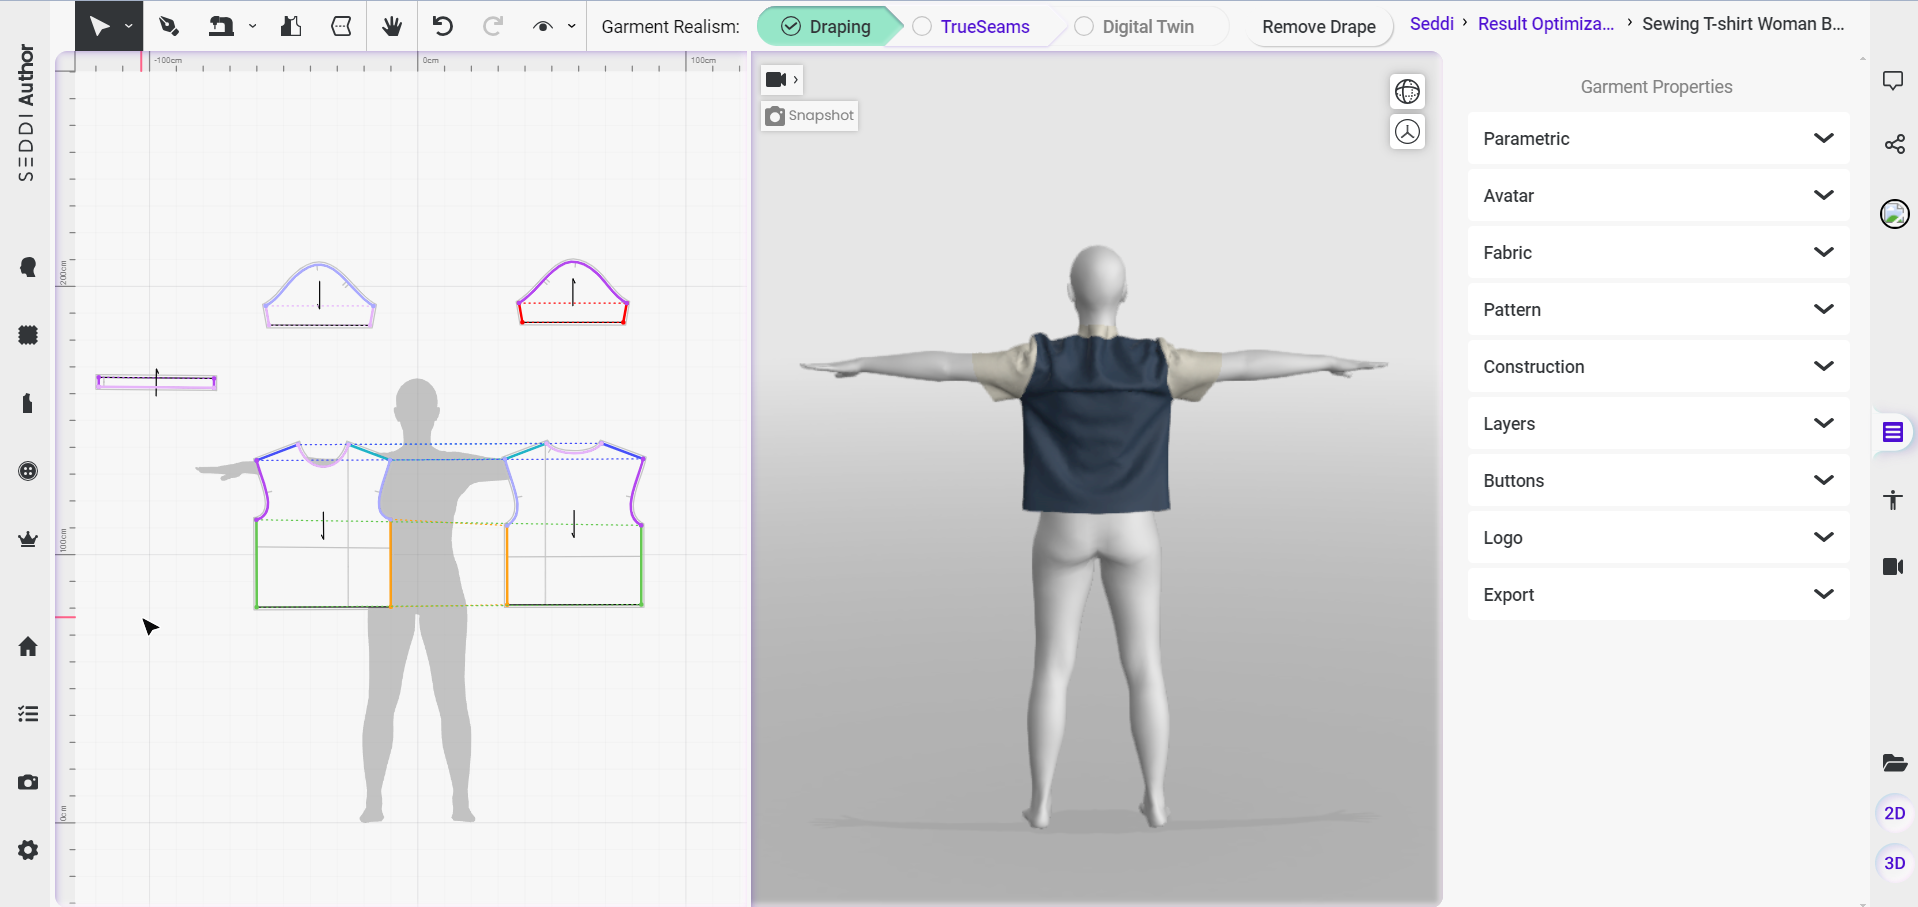 SEDDI Author
Garment Realism:
Draping
TrueSeams
Digital Twin
Remove Drape
Seddi › Result Optimiza... › Sewing T-shirt Woman B...
-100cm
0cm
100cm
200cm
100cm
0cm
Snapshot
Garment Properties
Parametric
Avatar
Fabric
Pattern
Construction
Layers
Buttons
Logo
Export
2D
3D